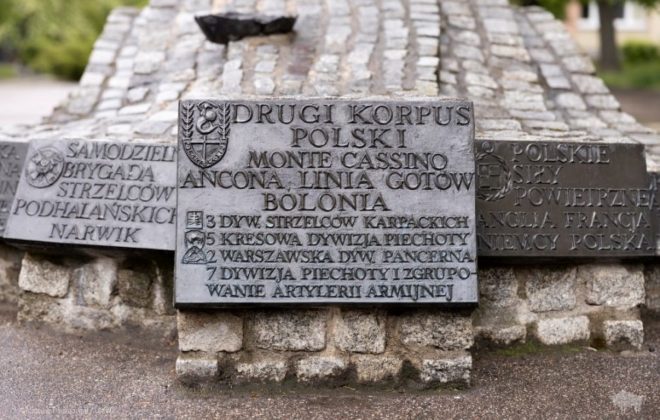 SAMODZIEL
BRYGADA
STRZELCÓW
PODHALAŃSKICH
NARWIK
DRUGI KORPUS
POLSKI
MONTE CASSINO
ANCONA, LINIA GOTÓW
BOLONIA
3 DYW. STRZELCÓW KARPACKICH
5 KRESOWA DYWIZJA PIECHOTY
2 WARSZAWSKA DYW. PANCERNA
7 DYWIZJA PIECHOTY I ZGRUPO-
WANIE ARTYLERII ARMIJNEJ
POLSKIE
SIŁY
POWIETRZNE
ANGLIA FRANCJA
NIEMCY POLSKA